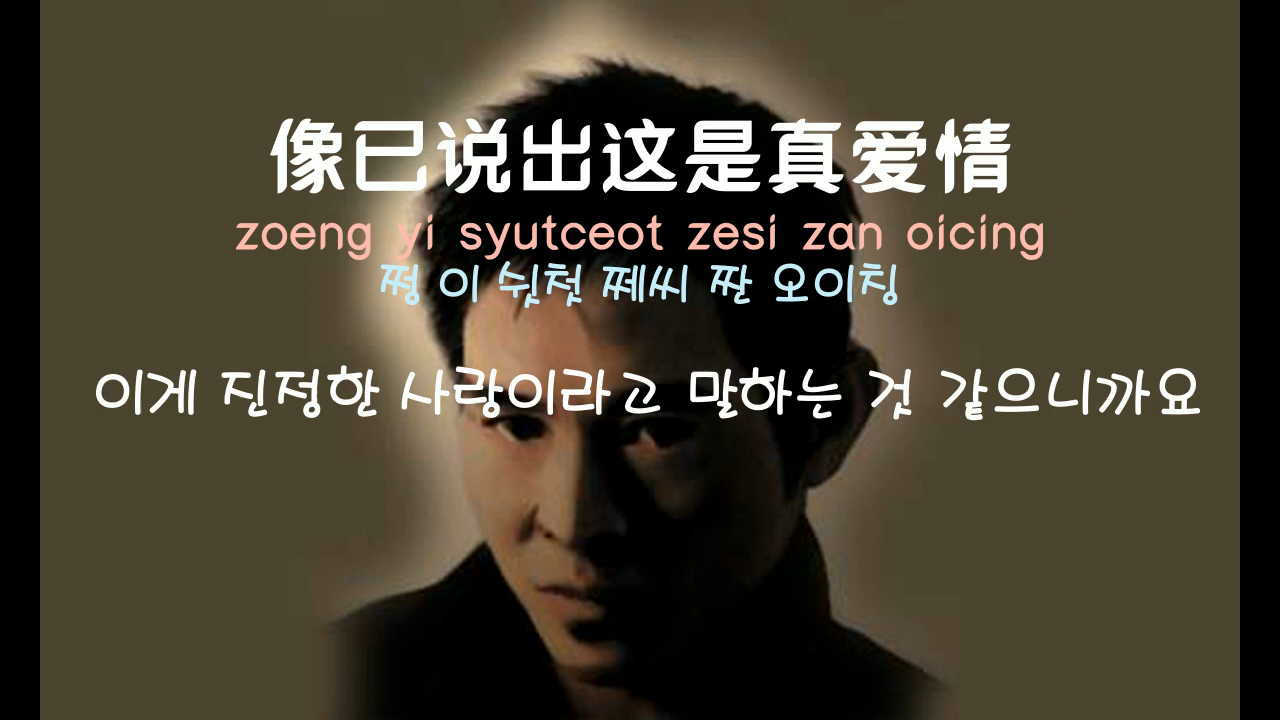 像已说出这是真爱情
zoeng yi syutceot zesi zan oicing
쩡 이 쉿첫 쩨씨 짠 오이칭
이게 진정한 사랑이라고 말하는 것 같으니까요